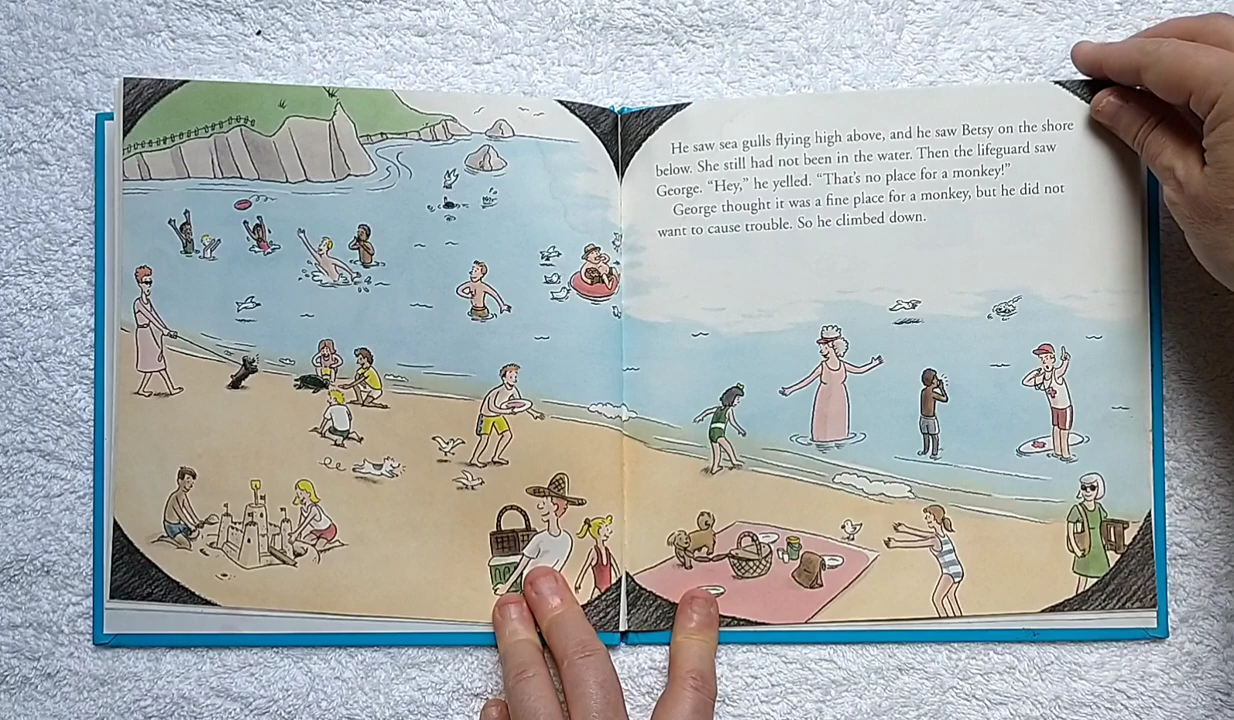 He saw sea gulls flying high above, and he saw Betsy on the shore
below. She still had not been in the water. Then the lifeguard saw
George. “Hey,” he yelled. “That’s no place for a monkey!”
George thought it was a fine place for a monkey, but he did not
want to cause trouble. So he climbed down.